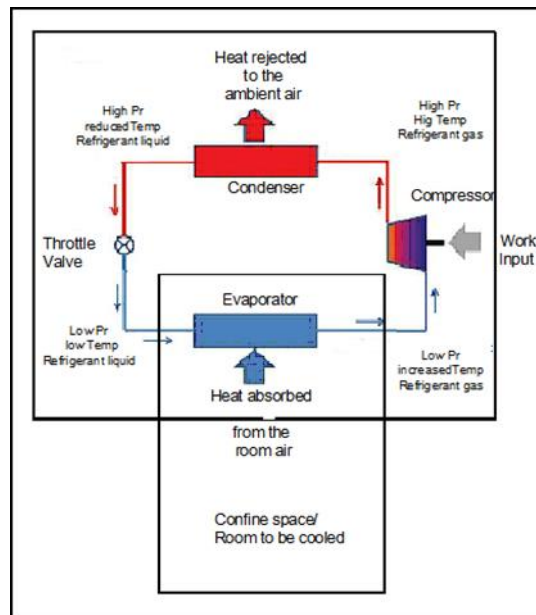 Heat rejected
to the
ambient air
High Pr
reduced Temp
Refrigerant liquid
High Pr
Hig Temp
Refrigerant gas
Condenser
Compressor
Throttle
Valve
Work
Input
Evaporator
Low Pr
low Temp
Refrigerant liquid
Low Pr
increased Temp
Refrigerant gas
Heat absorbed
from the
room air
Confine space/
Room to be cooled